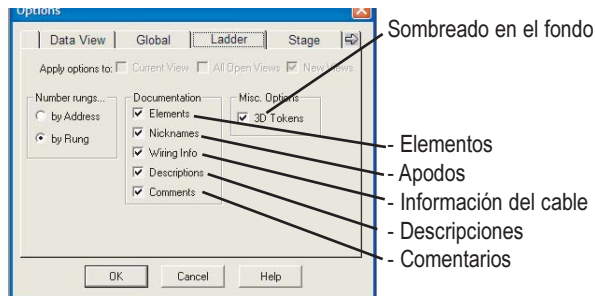 Options
Data View Global Ladder Stage
Apply options to: Current View All Open Views New Views
Number rungs...
by Address
by Rung
Documentation
Elements
Nicknames
Wiring Info
Descriptions
Comments
Misc. Options
3D Tokens
OK Cancel Help
Sombreado en el fondo
- Elementos
- Apodos
- Información del cable
- Descripciones
- Comentarios